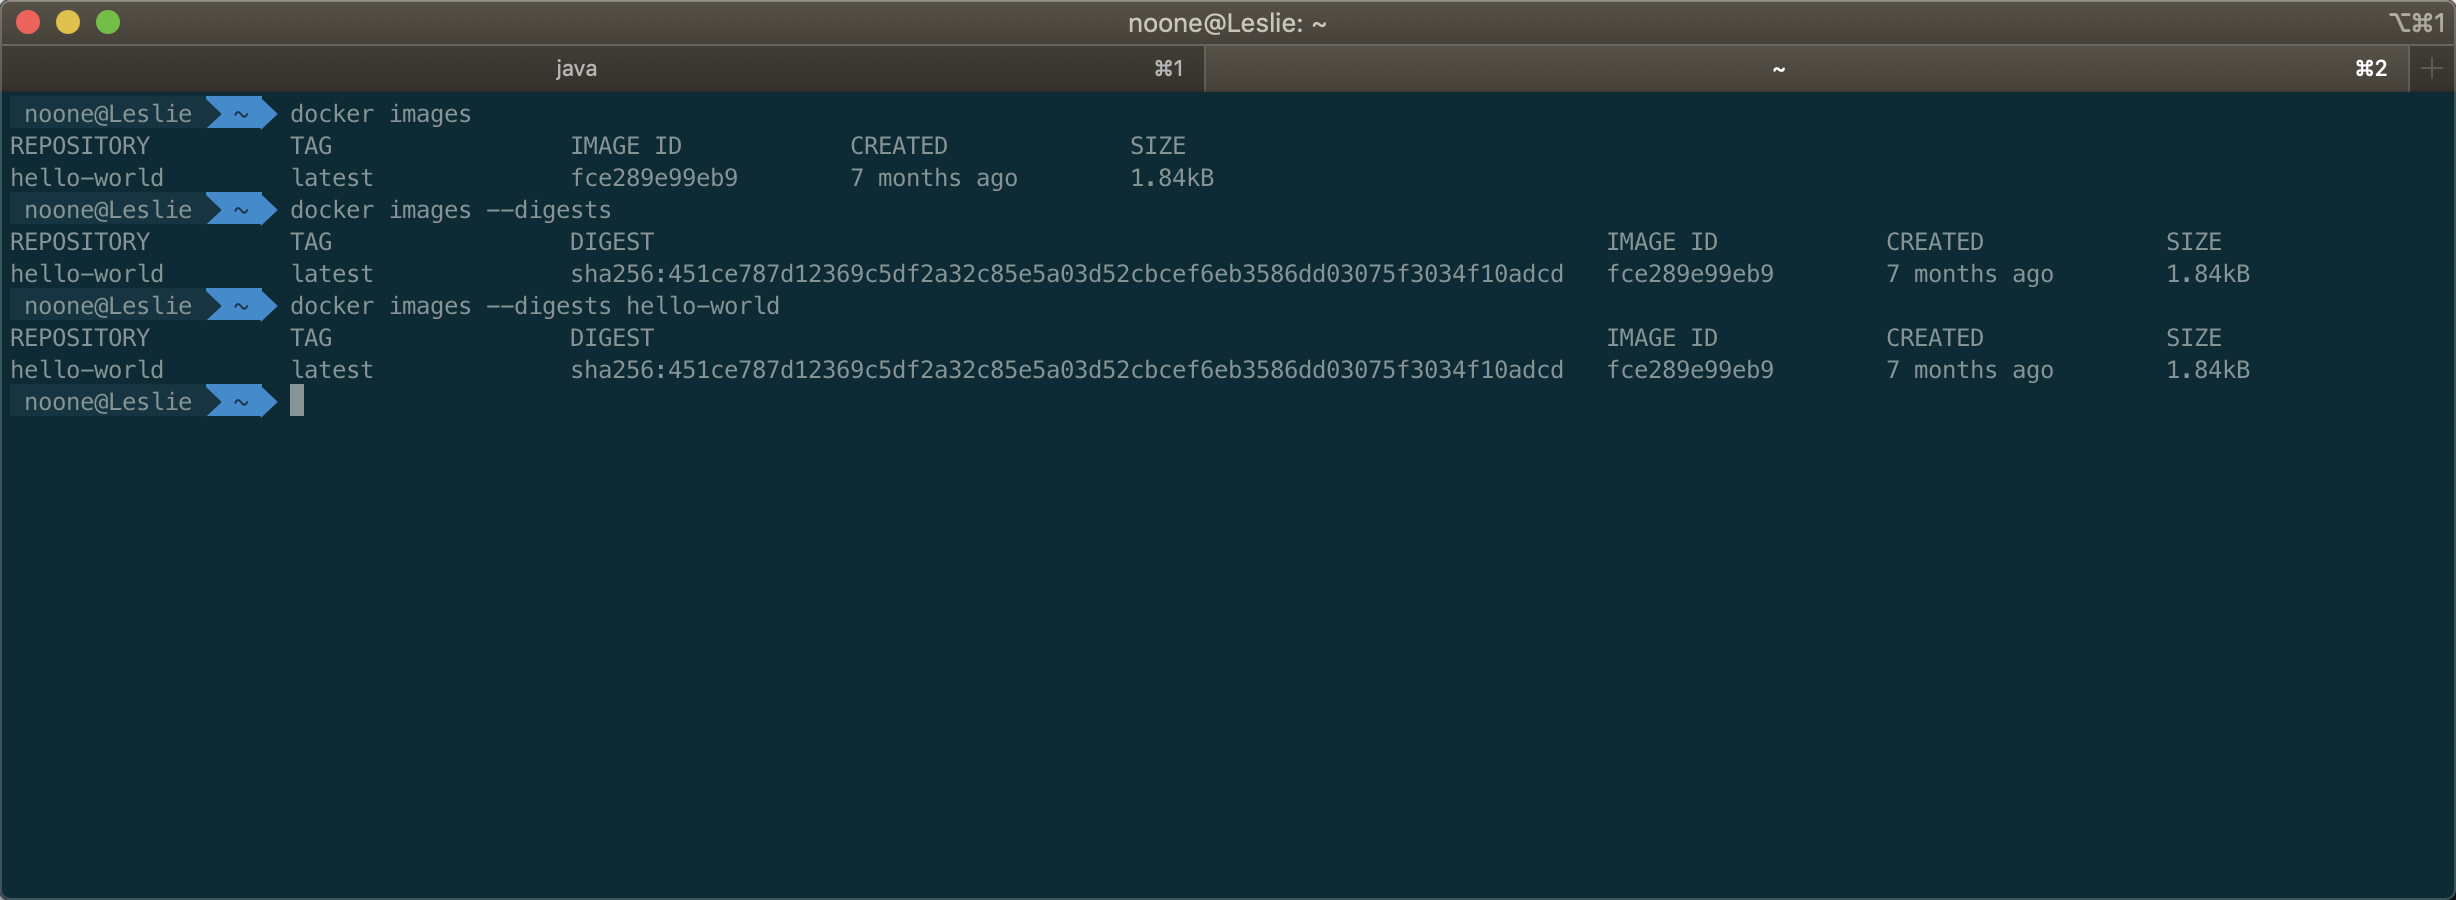 noone@Leslie: ~ ⌥⌘1
java ⌘1 ~ ⌘2
noone@Leslie ~ docker images
REPOSITORY TAG IMAGE ID CREATED SIZE
hello-world latest fce289e99eb9 7 months ago 1.84kB
noone@Leslie ~ docker images --digests
REPOSITORY TAG DIGEST IMAGE ID CREATED SIZE
hello-world latest sha256:451ce787d12369c5df2a32c85e5a03d52cbcef6eb3586dd03075f3034f10adcd fce289e99eb9 7 months ago 1.84kB
noone@Leslie ~ docker images --digests hello-world
REPOSITORY TAG DIGEST IMAGE ID CREATED SIZE
hello-world latest sha256:451ce787d12369c5df2a32c85e5a03d52cbcef6eb3586dd03075f3034f10adcd fce289e99eb9 7 months ago 1.84kB
noone@Leslie ~